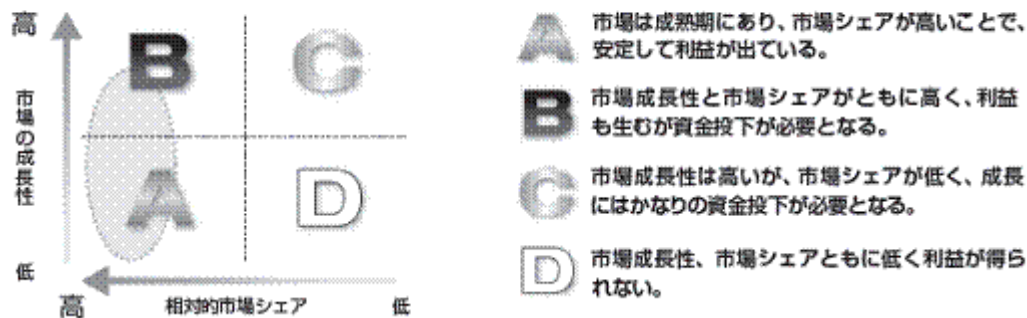 高
市場の成長性
低
B
C
A
D
高
相対的市場シェア
低
A
市場は成熟期にあり、市場シェアが高いことで、
安定して利益が出ている。
B
市場成長性と市場シェアがともに高く、利益
も生むが資金投下が必要となる。
C
市場成長性は高いが、市場シェアが低く、成長
にはかなりの資金投下が必要となる。
D
市場成長性、市場シェアともに低く利益が得ら
れない。